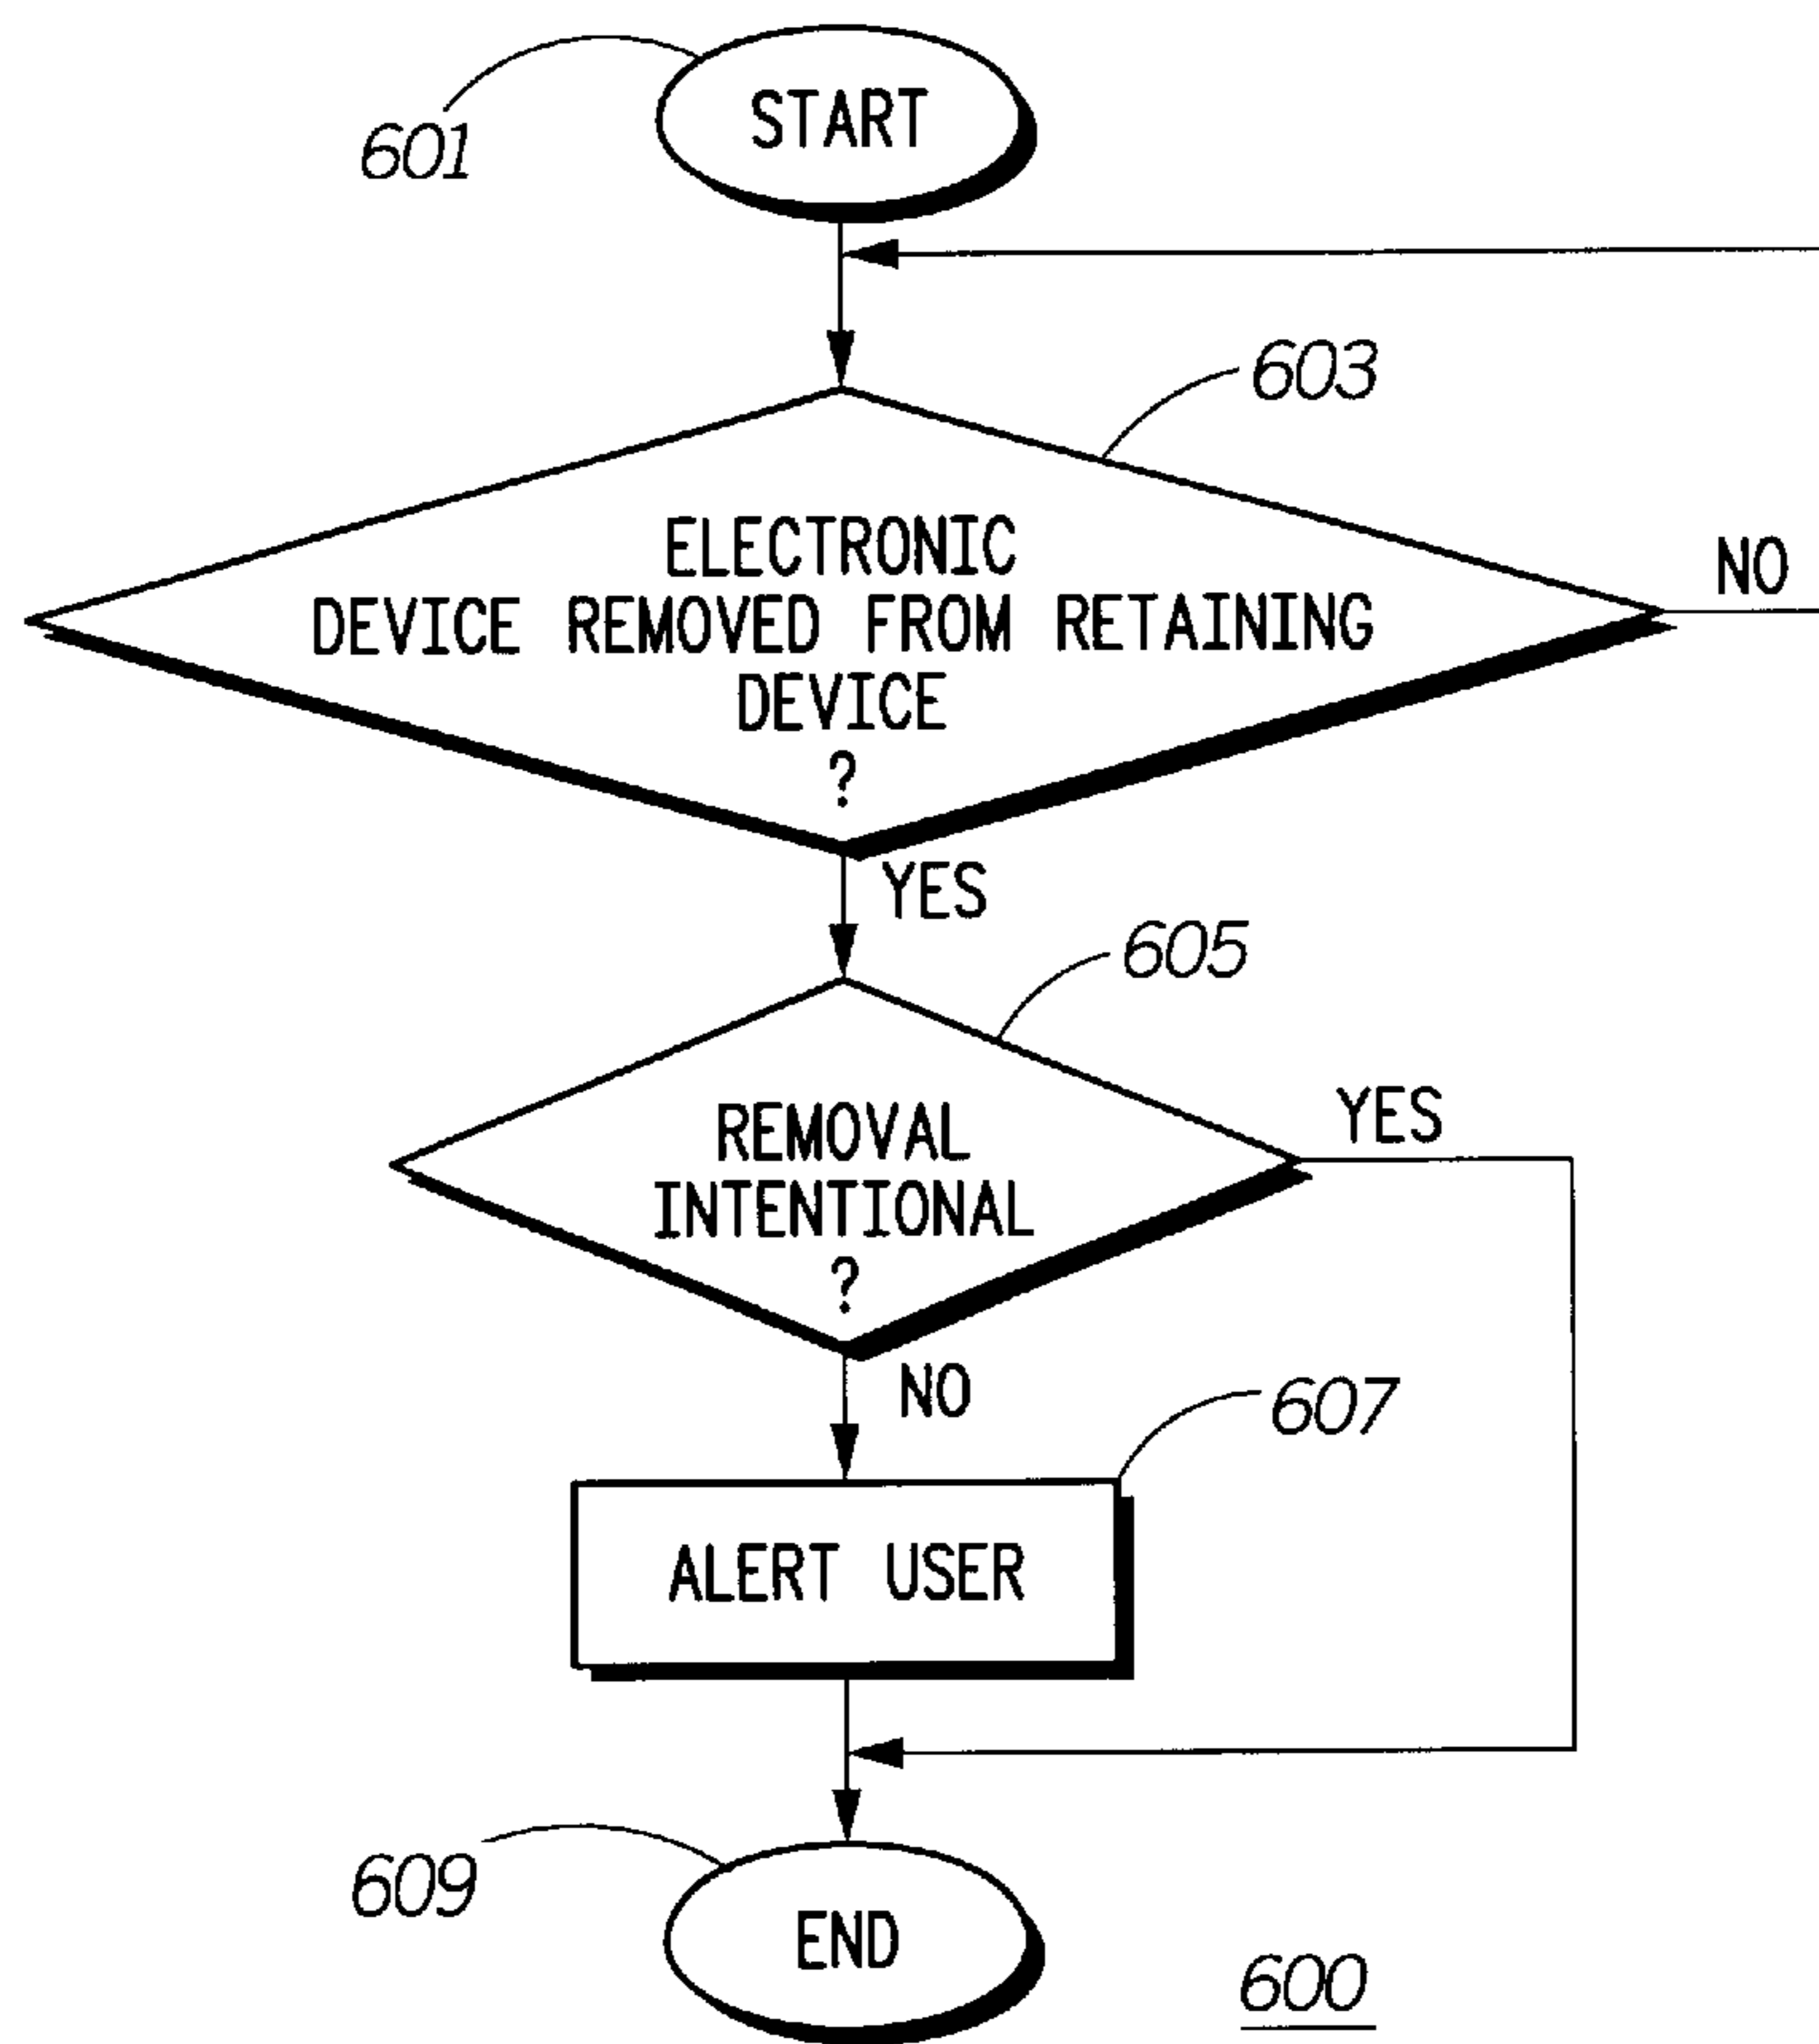 START
601
603
ELECTRONIC
DEVICE REMOVED FROM RETAINING
DEVICE
?
NO
YES
605
REMOVAL
INTENTIONAL
?
YES
NO
607
ALERT USER
609
END
600